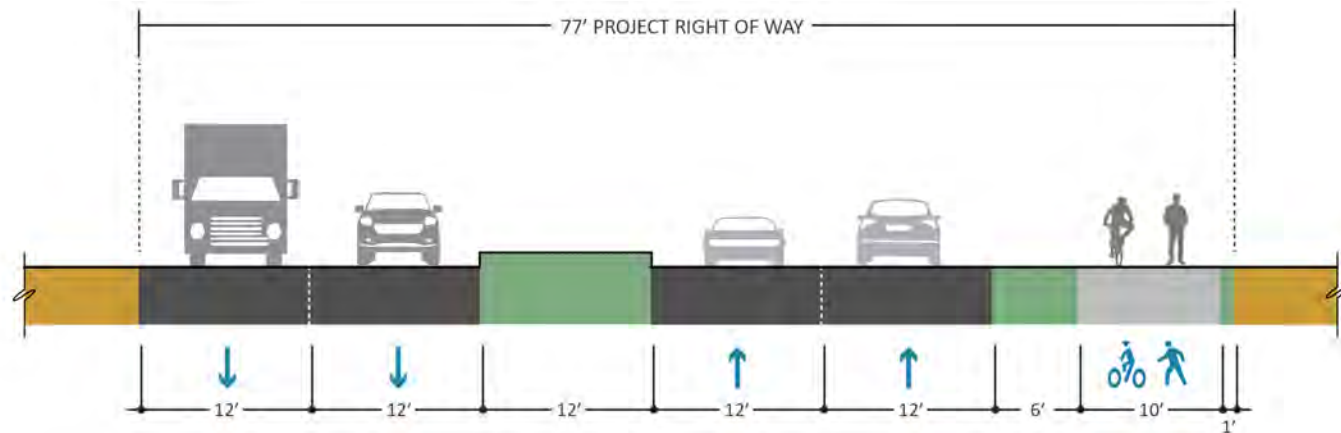 77’ PROJECT RIGHT OF WAY
12’ 12’ 12’ 12’ 12’ 6’ 10’
1’